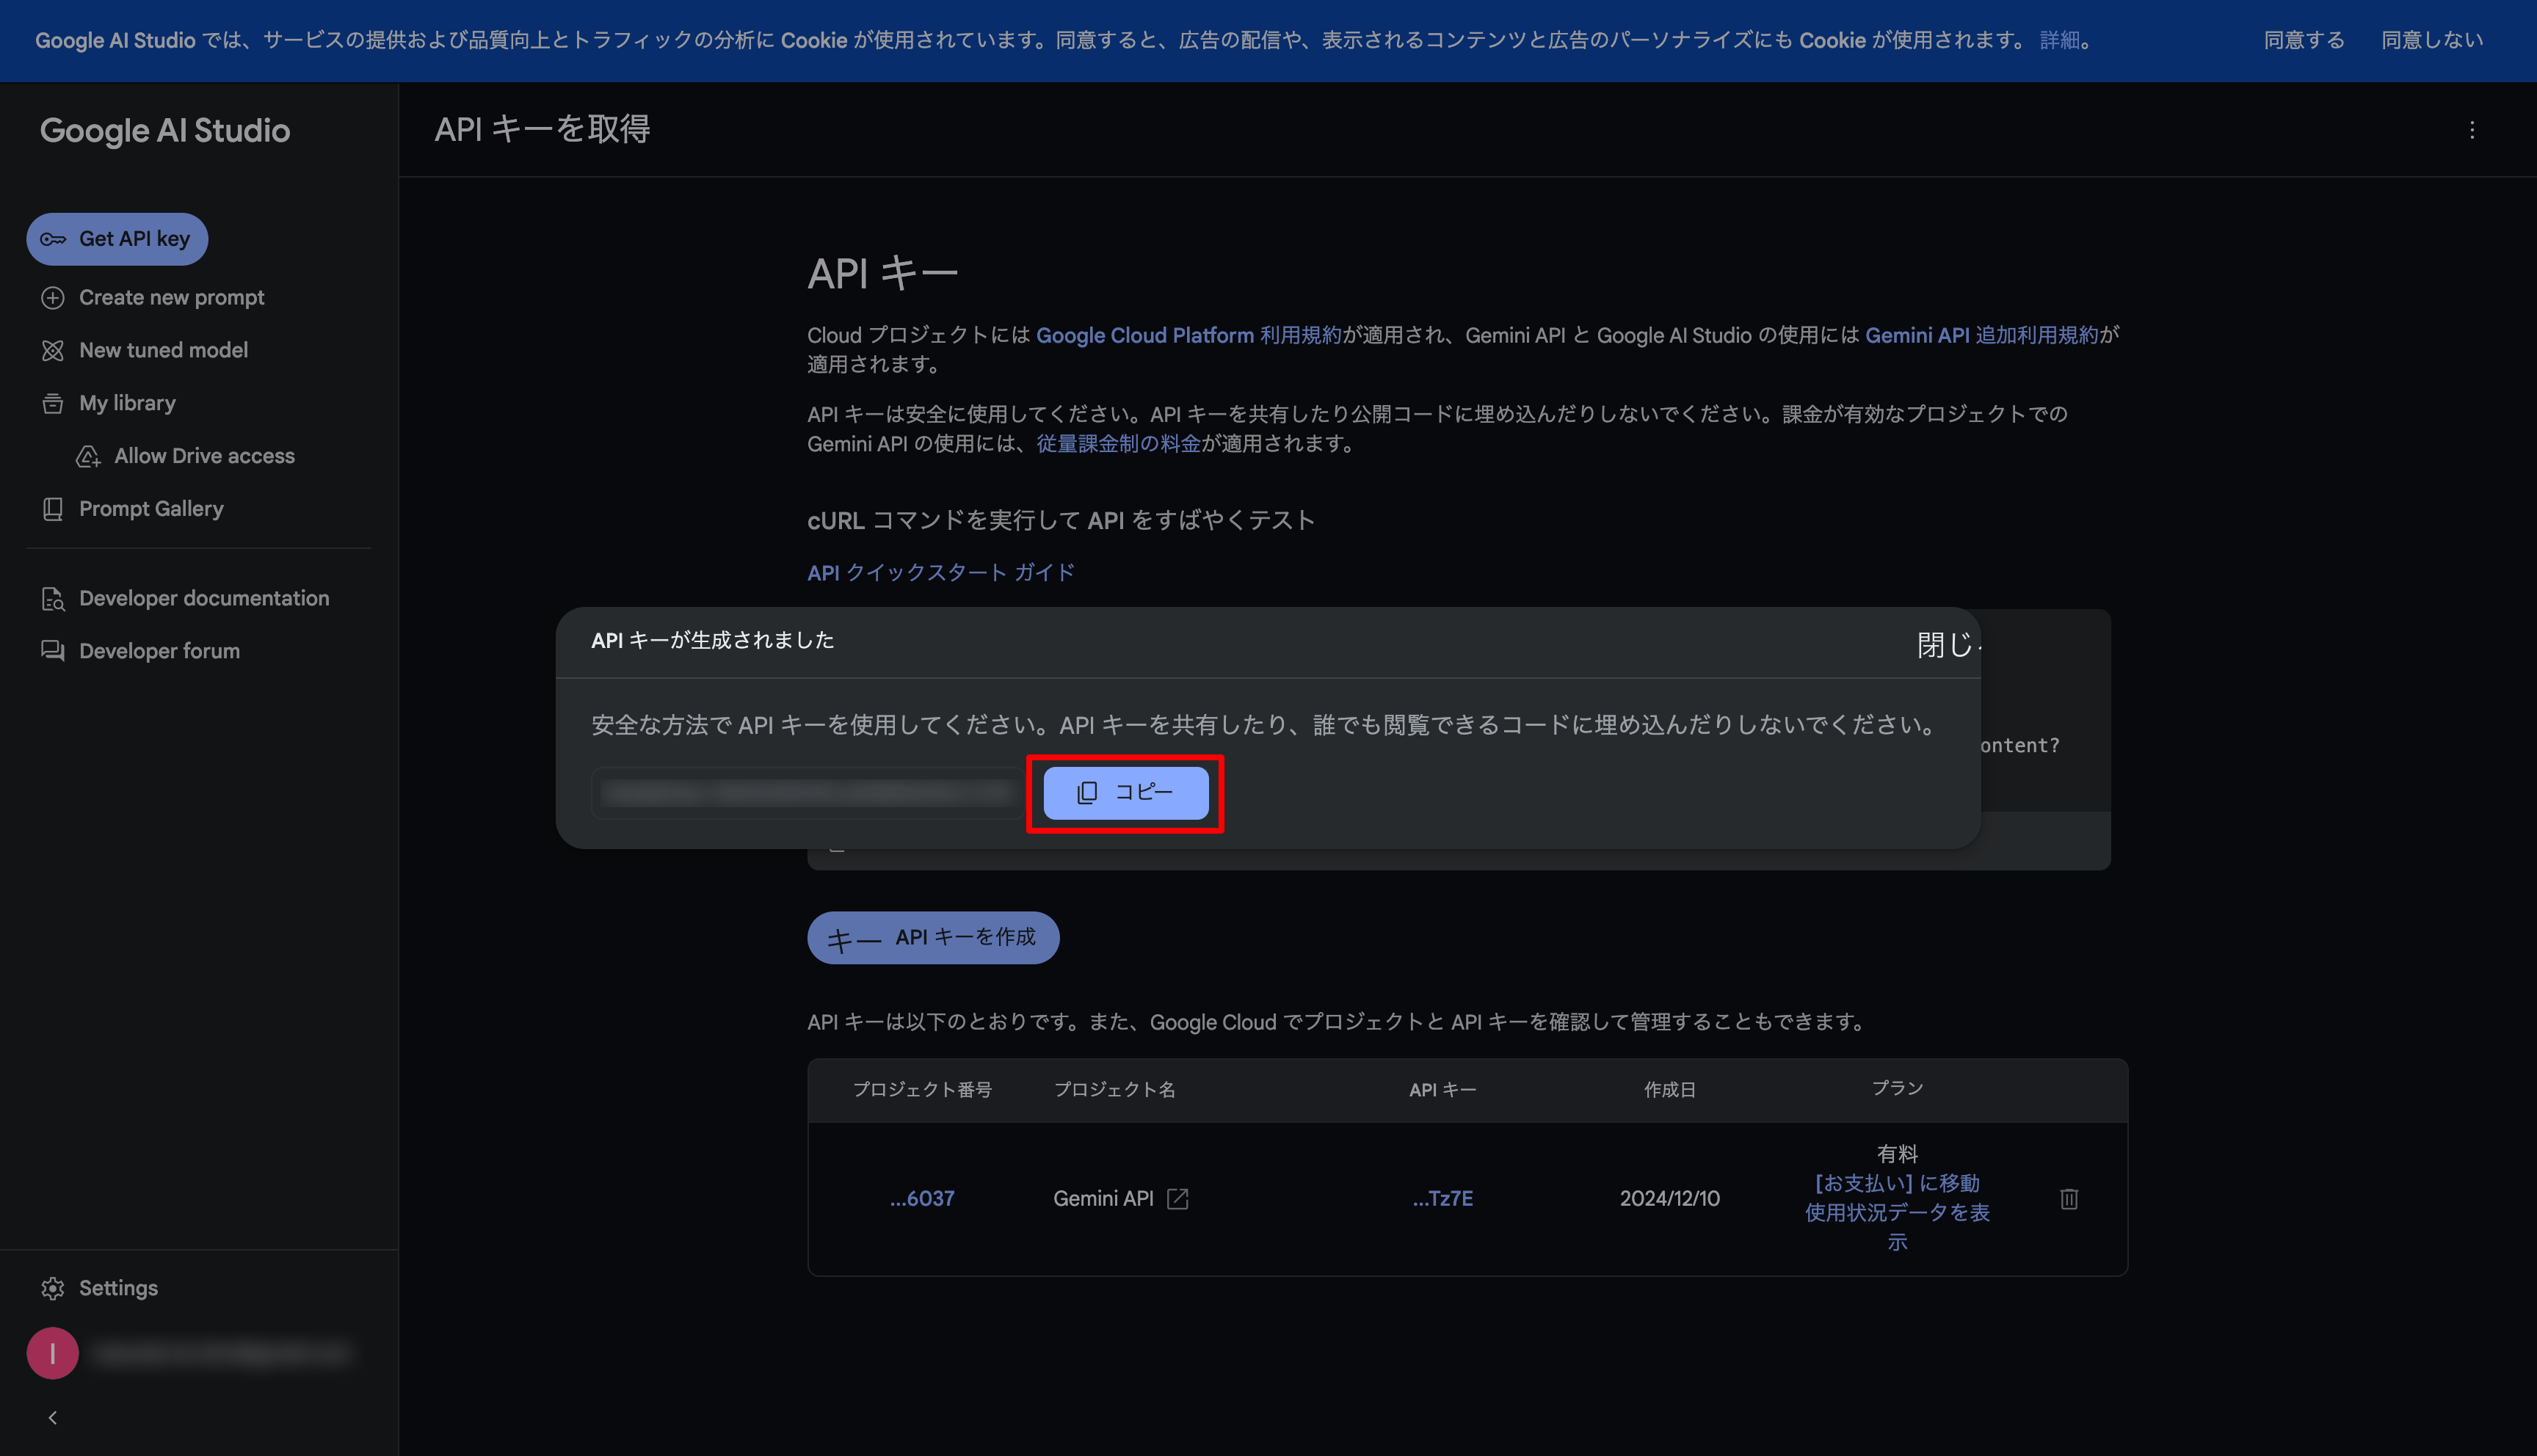 Google AI Studio では、サービスの提供および品質向上とトラフィックの分析に Cookie が使用されています。同意すると、広告の配信や、表示されるコンテンツと広告のパーソナライズにも Cookie が使用されます。 詳細。 同意する 同意しない
Google AI Studio
API キーを取得
Get API key
Create new prompt
New tuned model
My library
Allow Drive access
Prompt Gallery
Developer documentation
Developer forum
API キー
Cloud プロジェクトには Google Cloud Platform 利用規約が適用され、Gemini API と Google AI Studio の使用には Gemini API 追加利用規約が
適用されます。
API キーは安全に使用してください。API キーを共有したり公開コードに埋め込んだりしないでください。課金が有効なプロジェクトでの
Gemini API の使用には、従量課金制の料金が適用されます。
cURL コマンドを実行して API をすばやくテスト
API クイックスタート ガイド
API キーが生成されました 閉じ
安全な方法で API キーを使用してください。API キーを共有したり、誰でも閲覧できるコードに埋め込んだりしないでください。
ontent?
コピー
キー API キーを作成
API キーは以下のとおりです。また、Google Cloud でプロジェクトと API キーを確認して管理することもできます。
プロジェクト番号 プロジェクト名 API キー 作成日 プラン
...6037 Gemini API ...Tz7E 2024/12/10 有料
[お支払い] に移動
使用状況データを表
示
Settings
I